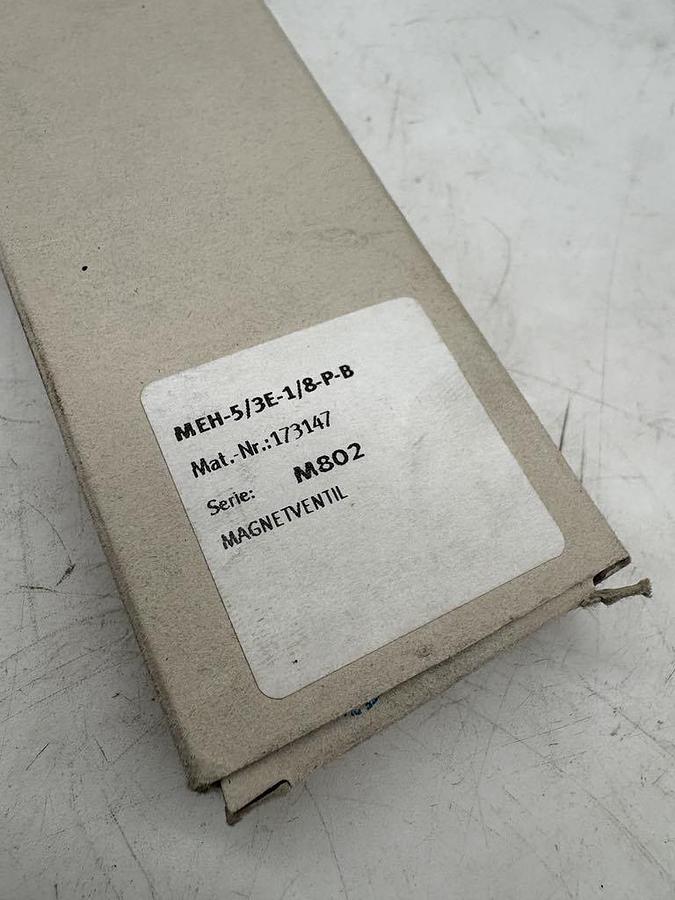 MEH-5/3E-1/8-P-B
Mat.-Nr.:173147
Serie: M802
MAGNETVENTIL